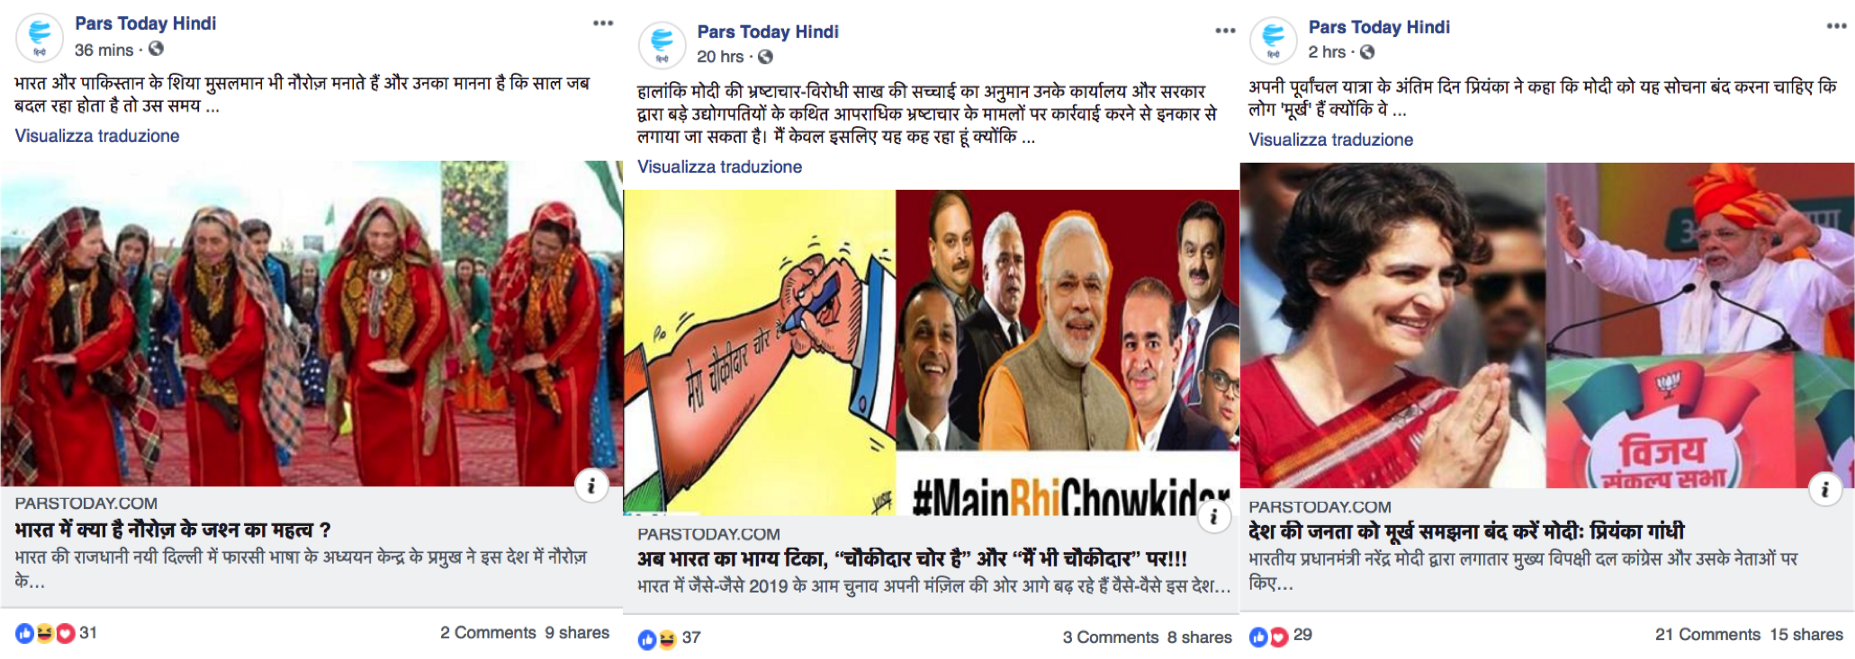 Pars Today Hindi
36 mins ·
भारत और पाकिस्तान के शिया मुसलमान भी नौरोज़ मनाते हैं और उनका मानना है कि साल जब
बदल रहा होता है तो उस समय ...
Visualizza traduzione
PARSTODAY.COM
भारत में क्या है नौरोज़ के जश्न का महत्व ?
भारत की राजधानी नयी दिल्ली में फारसी भाषा के अध्ययन केन्द्र के प्रमुख ने इस देश में नौरोज़
के...
31
2 Comments 9 shares
हिन्दी
Pars Today Hindi
20 hrs ·
हालांकि मोदी की भ्रष्टाचार-विरोधी साख की सच्चाई का अनुमान उनके कार्यालय और सरकार
द्वारा बड़े उद्योगपतियों के कथित आपराधिक भ्रष्टाचार के मामलों पर कार्रवाई करने से इनकार से
लगाया जा सकता है। मैं केवल इसलिए यह कह रहा हूं क्योंकि ...
Visualizza traduzione
मेरा चौकीदार चोर है
#MainBhiChowkidar
PARSTODAY.COM
अब भारत का भाग्य टिका, “चौकीदार चोर है” और “मैं भी चौकीदार” पर!!!
भारत में जैसे-जैसे 2019 के आम चुनाव अपनी मंज़िल की ओर आगे बढ़ रहे हैं वैसे-वैसे इस देश...
37
3 Comments 8 shares
हिन्दी
Pars Today Hindi
2 hrs ·
अपनी पूर्वांचल यात्रा के अंतिम दिन प्रियंका ने कहा कि मोदी को यह सोचना बंद करना चाहिए कि
लोग 'मूर्ख' हैं क्योंकि वे ...
Visualizza traduzione
विजय
संकल्प सभा
PARSTODAY.COM
देश की जनता को मूर्ख समझना बंद करें मोदीः प्रियंका गांधी
भारतीय प्रधानमंत्री नरेंद्र मोदी द्वारा लगातार मुख्य विपक्षी दल कांग्रेस और उसके नेताओं पर
किए...
29
21 Comments 15 shares
हिन्दी